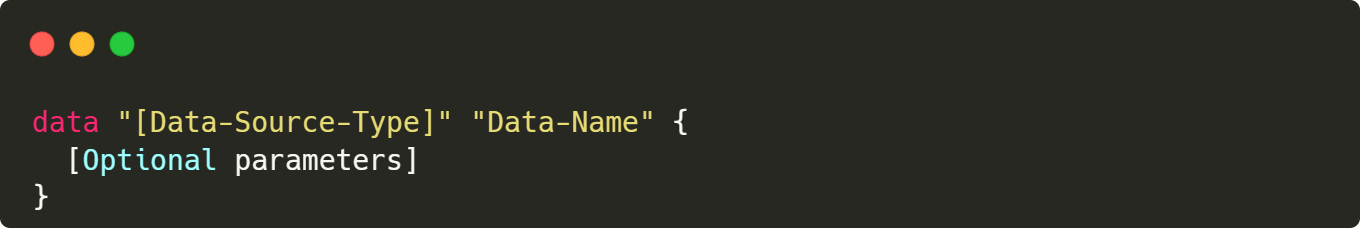 data "[Data-Source-Type]" "Data-Name" {
  [Optional parameters]
}